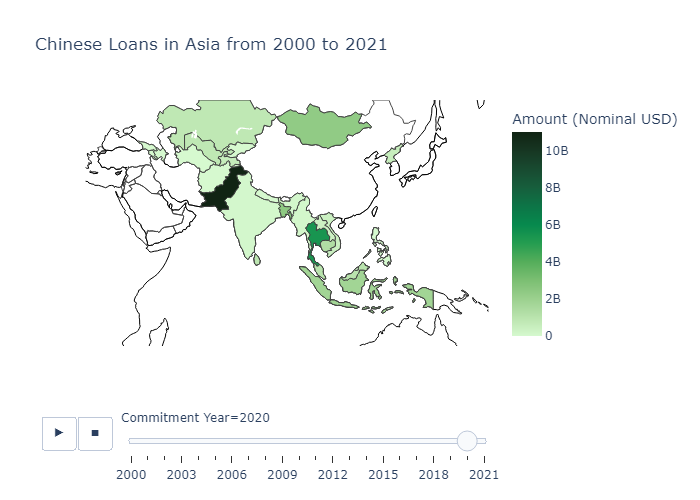 Chinese Loans in Asia from 2000 to 2021
Amount (Nominal USD)
10B
8B
6B
4B
2B
0
Commitment Year=2020
2000 2003 2006 2009 2012 2015 2018 2021